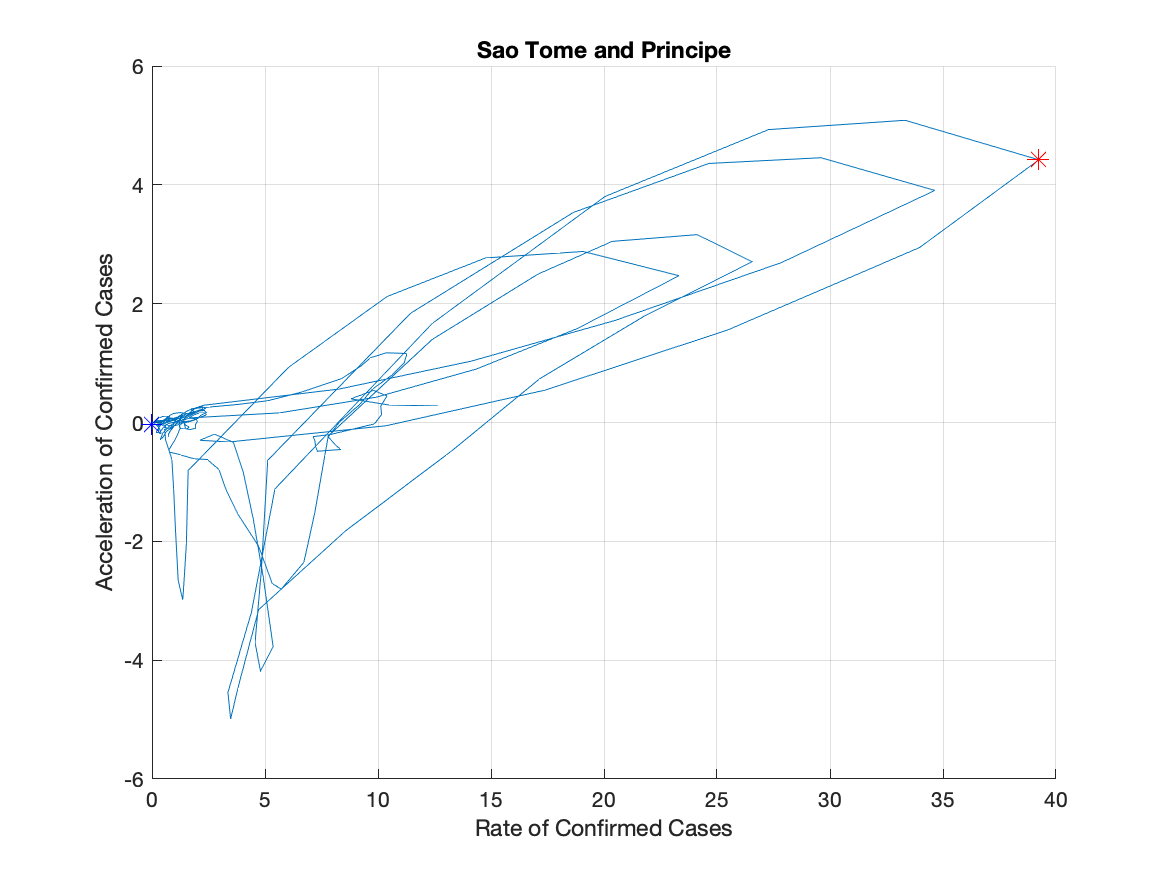 Sao Tome and Principe
6
4
2
0
-2
-4
-6
Acceleration of Confirmed Cases
0 5 10 15 20 25 30 35 40
Rate of Confirmed Cases